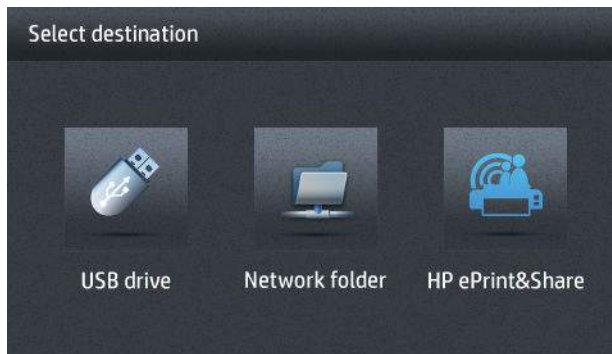 Select destination
USB drive
Network folder
HP ePrint&Share